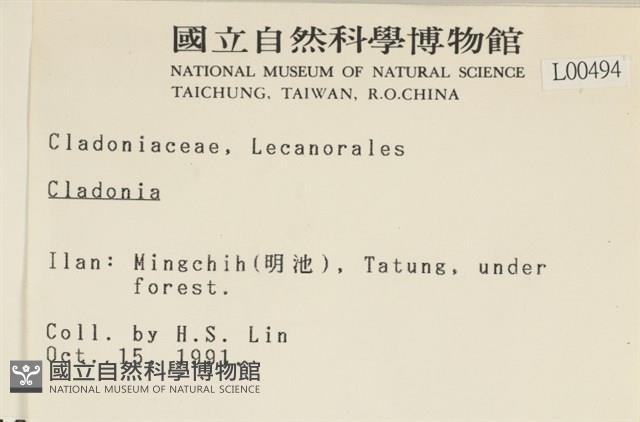 國立自然科學博物館
NATIONAL MUSEUM OF NATURAL SCIENCE
TAICHUNG, TAIWAN, R.O.CHINA
L00494
Cladoniaceae, Lecanorales
Cladonia
Ilan: Mingchih(明池), Tatung, under
forest.
Coll. by H.S. Lin
Oct. 15, 1991
國立自然科學博物館
NATIONAL MUSEUM OF NATURAL SCIENCE